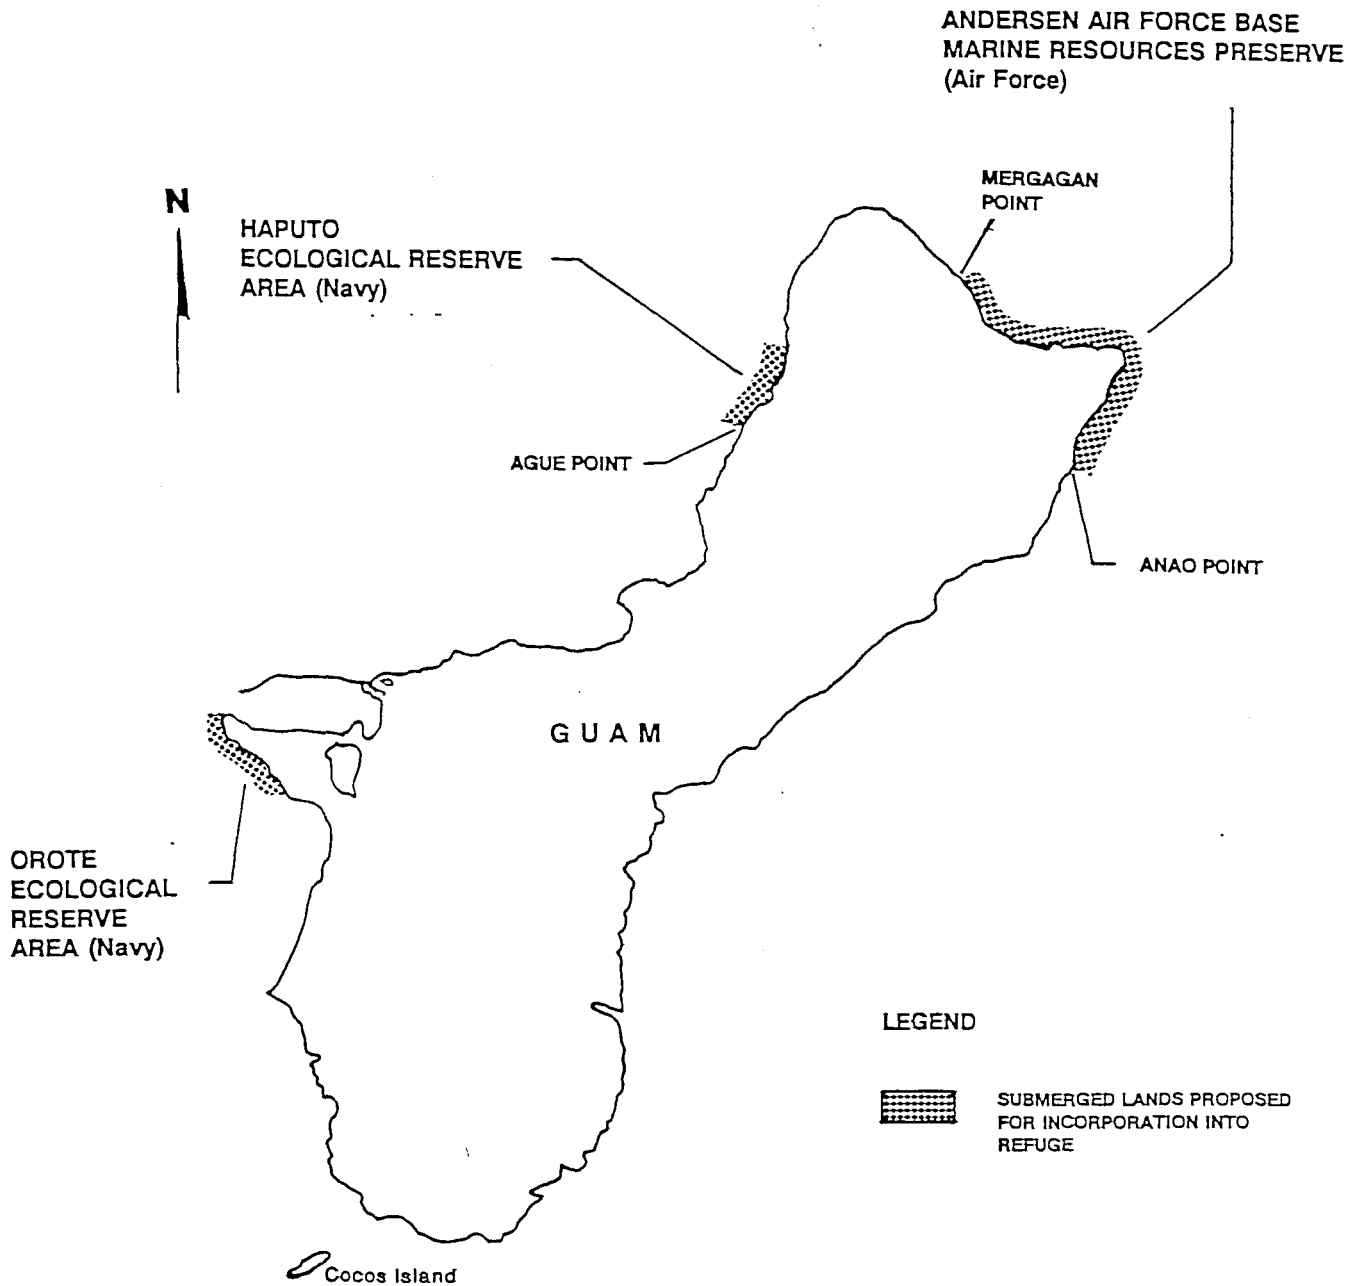 ANDERSEN AIR FORCE BASE
MARINE RESOURCES PRESERVE
(Air Force)
MERGAGAN
POINT
N
HAPUTO
ECOLOGICAL RESERVE
AREA (Navy)
AGUE POINT
ANAO POINT
GUAM
OROTE
ECOLOGICAL
RESERVE
AREA (Navy)
LEGEND
SUBMERGED LANDS PROPOSED
FOR INCORPORATION INTO
REFUGE
Cocos Island